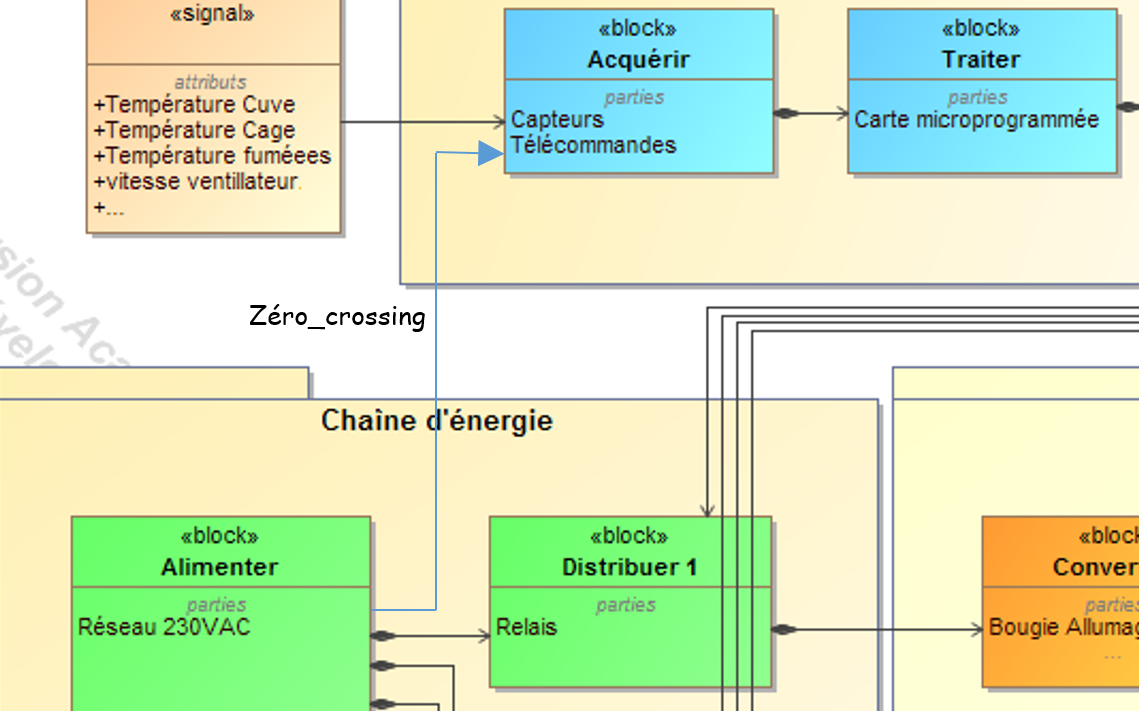 «signal»
attributs
+Température Cuve
+Température Cage
+Température fuméees
+vitesse ventillateur.
+...
«block»
Acquérir
parties
Capteurs
Télécommandes
«block»
Traiter
parties
Carte microprogrammée
Zéro_crossing
Chaîne d'énergie
«block»
Alimenter
parties
Réseau 230VAC
«block»
Distribuer 1
parties
Relais
«block
Conver
parties
Bougie Allumag
...